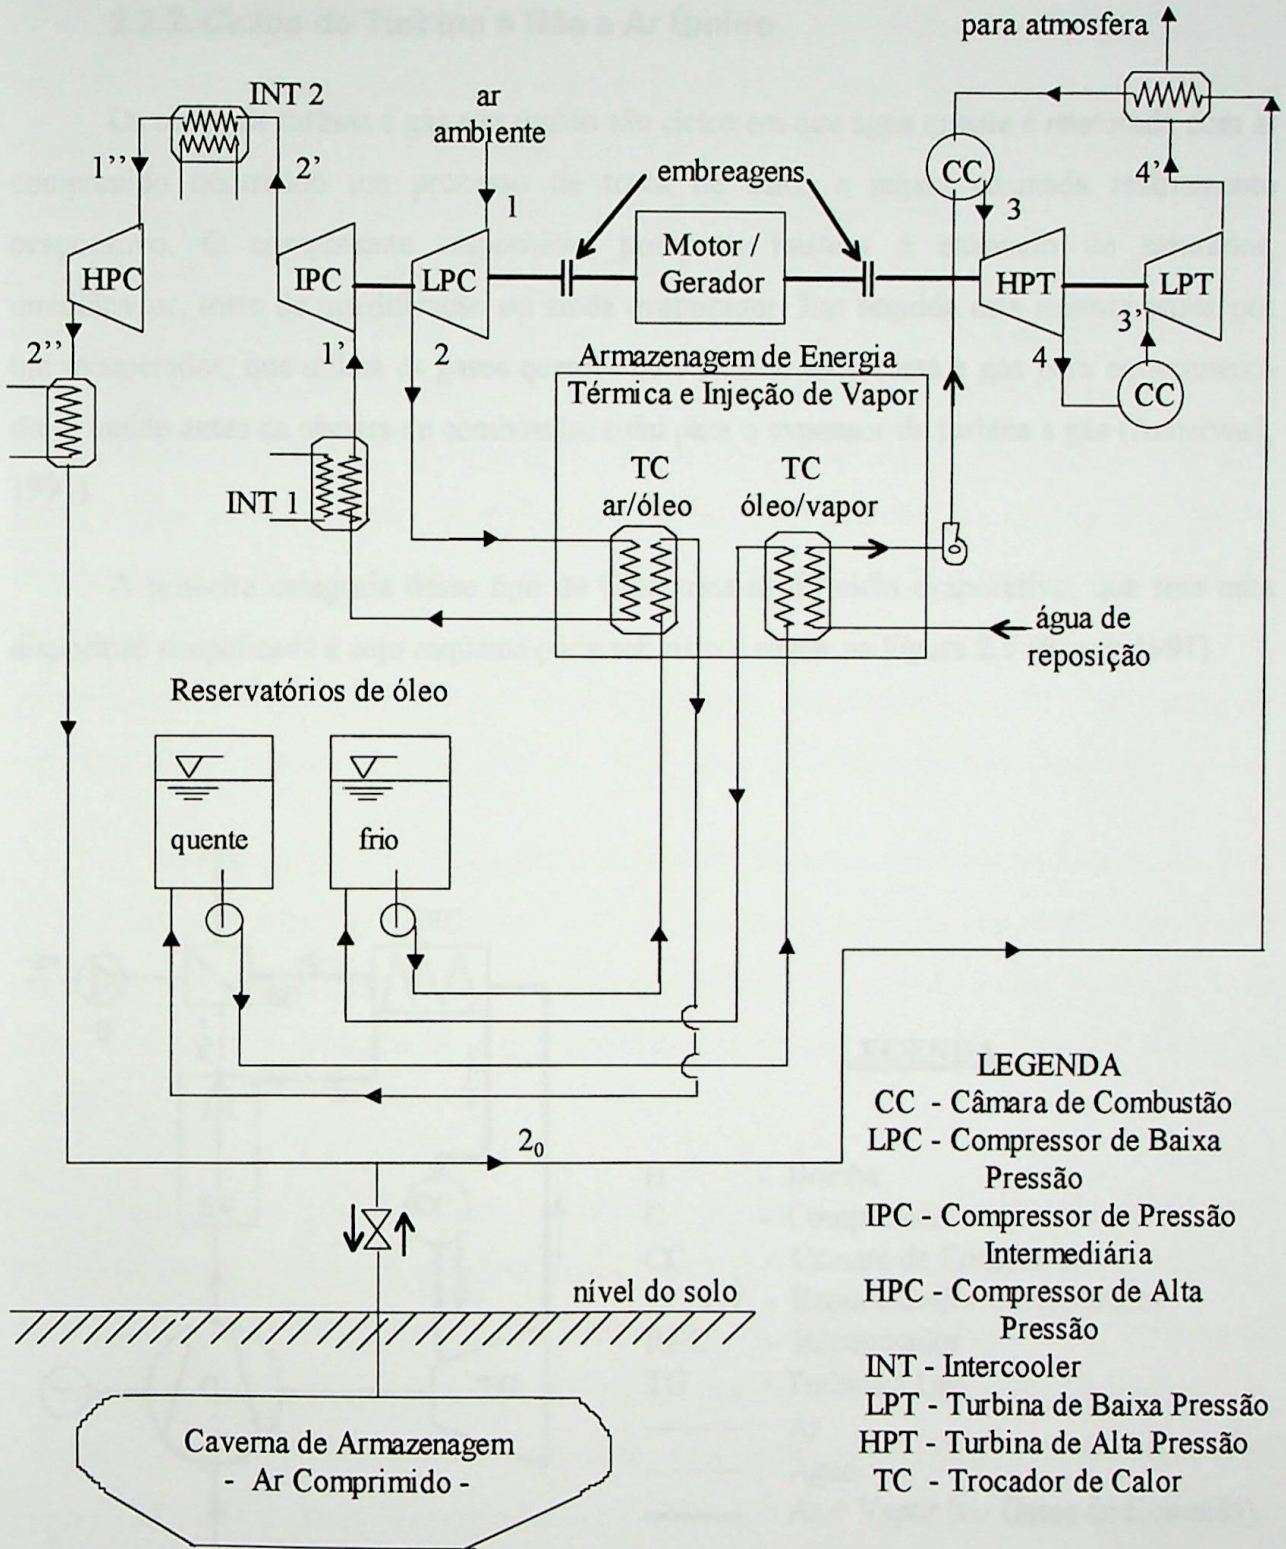 para atmosfera
INT 2
ar
ambiente
1''
2'
CC
4'
embreagens
1
3
Motor /
Gerador
HPC
IPC
LPC
HPT
LPT
2''
1'
2
3'
4
CC
Armazenagem de Energia
Térmica e Injeção de Vapor
TC
ar/óleo
TC
óleo/vapor
INT 1
água de
reposição
Reservatórios de óleo
quente
frio
LEGENDA
CC - Câmara de Combustão
LPC - Compressor de Baixa
Pressão
IPC - Compressor de Pressão
Intermediária
HPC - Compressor de Alta
Pressão
INT - Intercooler
LPT - Turbina de Baixa Pressão
HPT - Turbina de Alta Pressão
TC - Trocador de Calor
2₀
nível do solo
Caverna de Armazenagem
- Ar Comprimido -